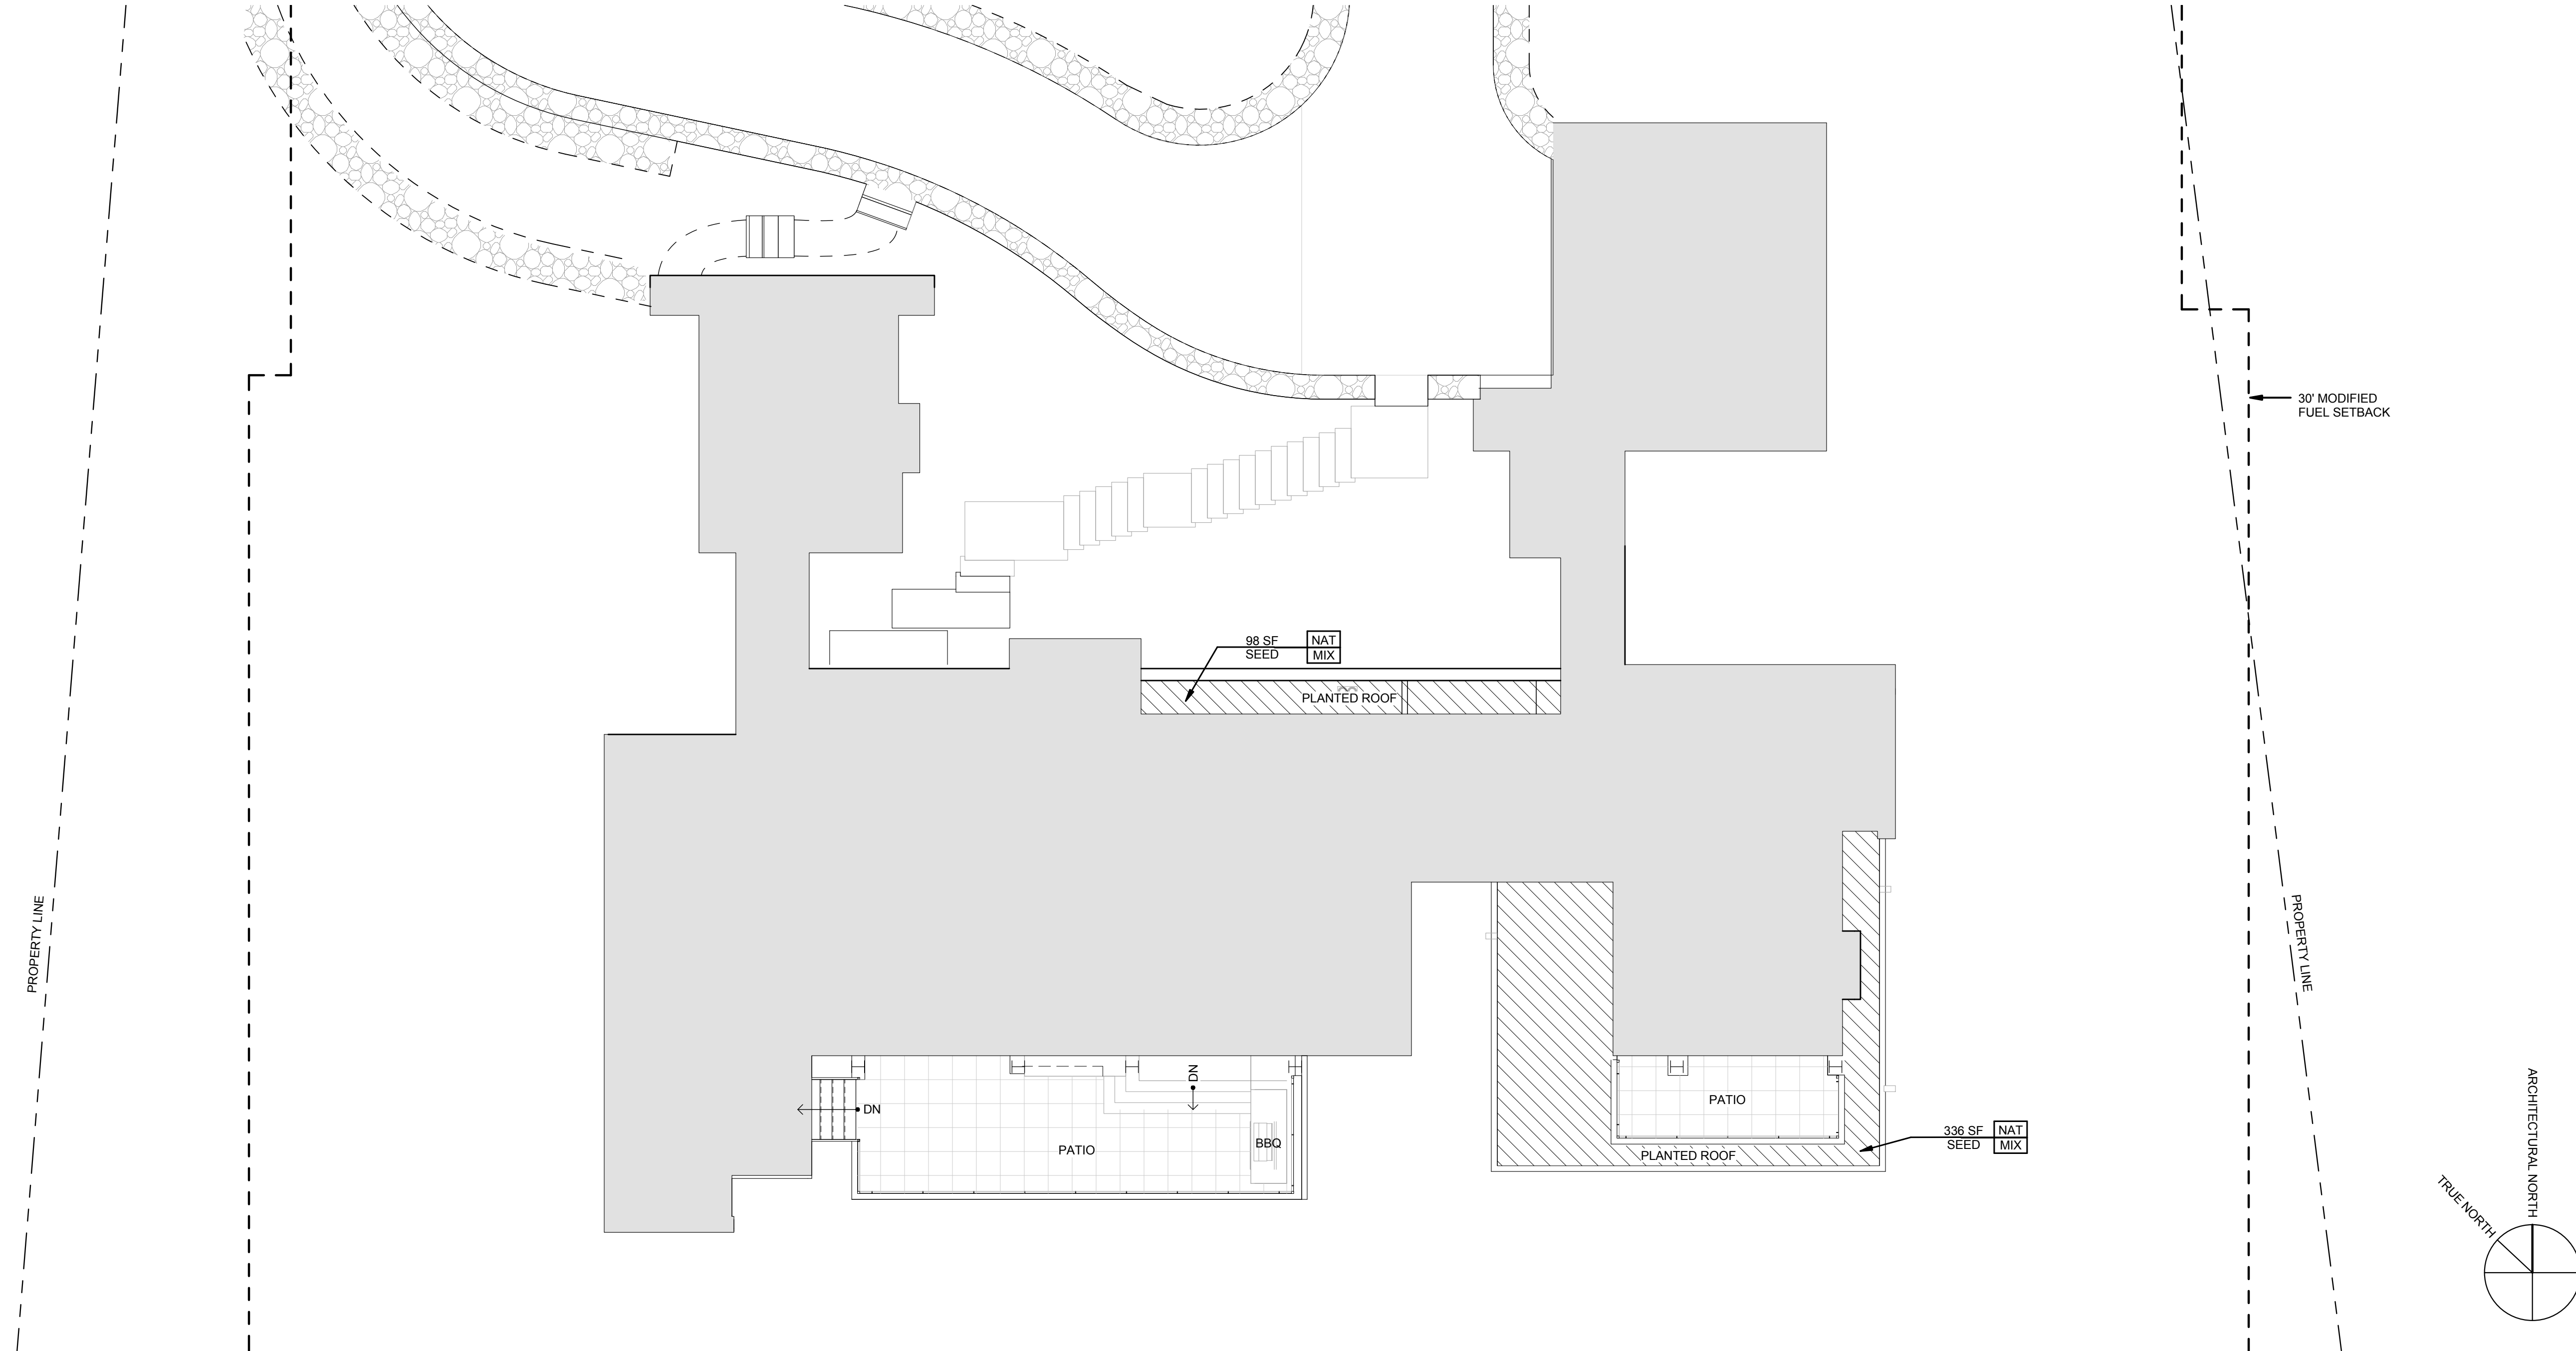 30' MODIFIED
FUEL SETBACK
98 SF
SEED
NAT
MIX
PLANTED ROOF
PROPERTY LINE
PROPERTY LINE
DN
DN
PATIO
BBQ
PATIO
PLANTED ROOF
336 SF
SEED
NAT
MIX
ARCHITECTURAL NORTH
TRUE NORTH